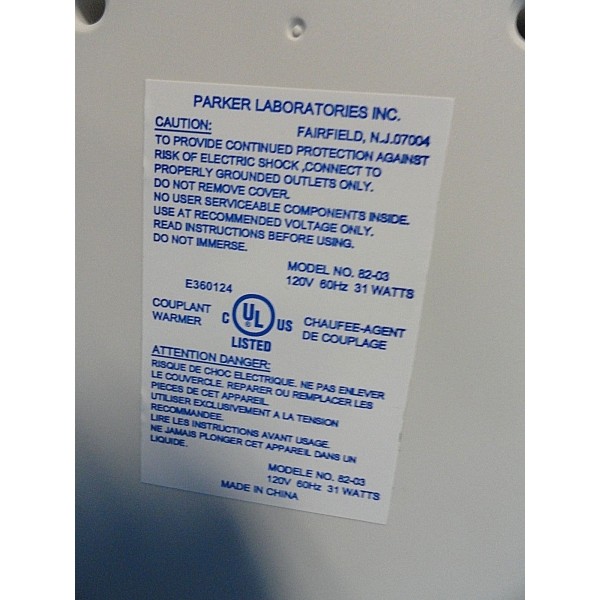 PARKER LABORATORIES INC.
CAUTION: FAIRFIELD, N.J.07004
TO PROVIDE CONTINUED PROTECTION AGAINST
RISK OF ELECTRIC SHOCK ,CONNECT TO
PROPERLY GROUNDED OUTLETS ONLY.
DO NOT REMOVE COVER.
NO USER SERVICEABLE COMPONENTS INSIDE.
USE AT RECOMMENDED VOLTAGE ONLY.
READ INSTRUCTIONS BEFORE USING.
DO NOT IMMERSE.
MODEL NO. 82-03
120V 60Hz 31 WATTS
E360124
COUPLANT
WARMER
C UL US
LISTED
CHAUFEE-AGENT
DE COUPLAGE
ATTENTION DANGER:
RISQUE DE CHOC ELECTRIQUE. NE PAS ENLEVER
LE COUVERCLE. REPARER OU REMPLACER LES
PIECES DE CET APPAREIL.
UTILISER EXCLUSIVEMENT A LA TENSION
RECOMMANDEE.
LIRE LES INSTRUCTIONS AVANT USAGE.
NE JAMAIS PLONGER CET APPAREIL DANS UN
LIQUIDE.
MODELE NO. 82-03
120V 60Hz 31 WATTS
MADE IN CHINA